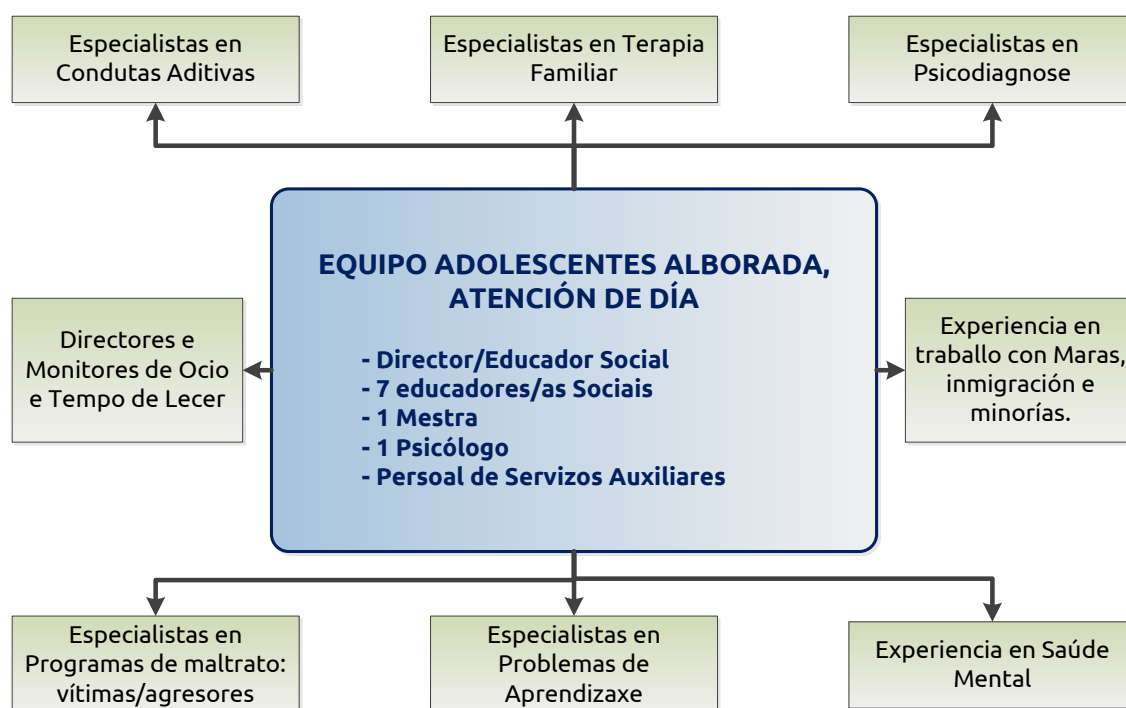 Especialistas en
Condutas Aditivas
Especialistas en Terapia
Familiar
Especialistas en
Psicodiagnose
EQUIPO ADOLESCENTES ALBORADA,
ATENCIÓN DE DÍA
- Director/Educador Social
- 7 educadores/as Sociais
- 1 Mestra
- 1 Psicólogo
- Persoal de Servizos Auxiliares
Directores e
Monitores de Ocio
e Tempo de Lecer
Experiencia en
traballo con Maras,
inmigración e
minorías.
Especialistas en
Programas de maltrato:
vítimas/agresores
Especialistas en
Problemas de
Aprendizaxe
Experiencia en Saúde
Mental